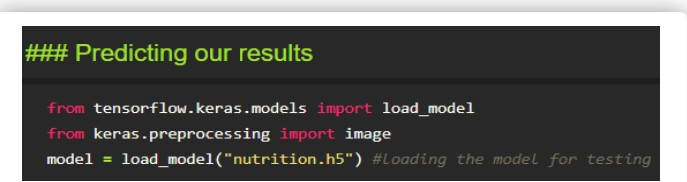 ### Predicting our results
from tensorflow.keras.models import load_model
from keras.preprocessing import image
model = load_model("nutrition.h5") #loading the model for testing